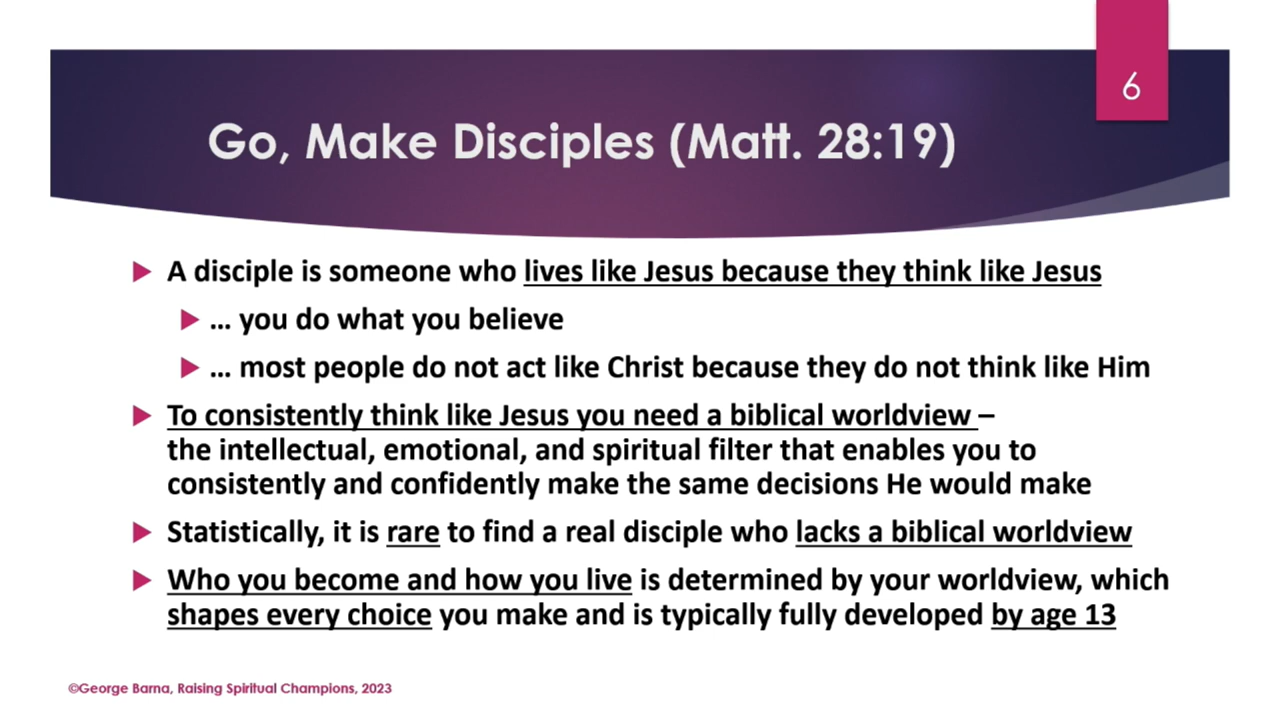 6
Go, Make Disciples (Matt. 28:19)
A disciple is someone who lives like Jesus because they think like Jesus
... you do what you believe
... most people do not act like Christ because they do not think like Him
To consistently think like Jesus you need a biblical worldview –
the intellectual, emotional, and spiritual filter that enables you to
consistently and confidently make the same decisions He would make
Statistically, it is rare to find a real disciple who lacks a biblical worldview
Who you become and how you live is determined by your worldview, which
shapes every choice you make and is typically fully developed by age 13
©George Barna, Raising Spiritual Champions, 2023